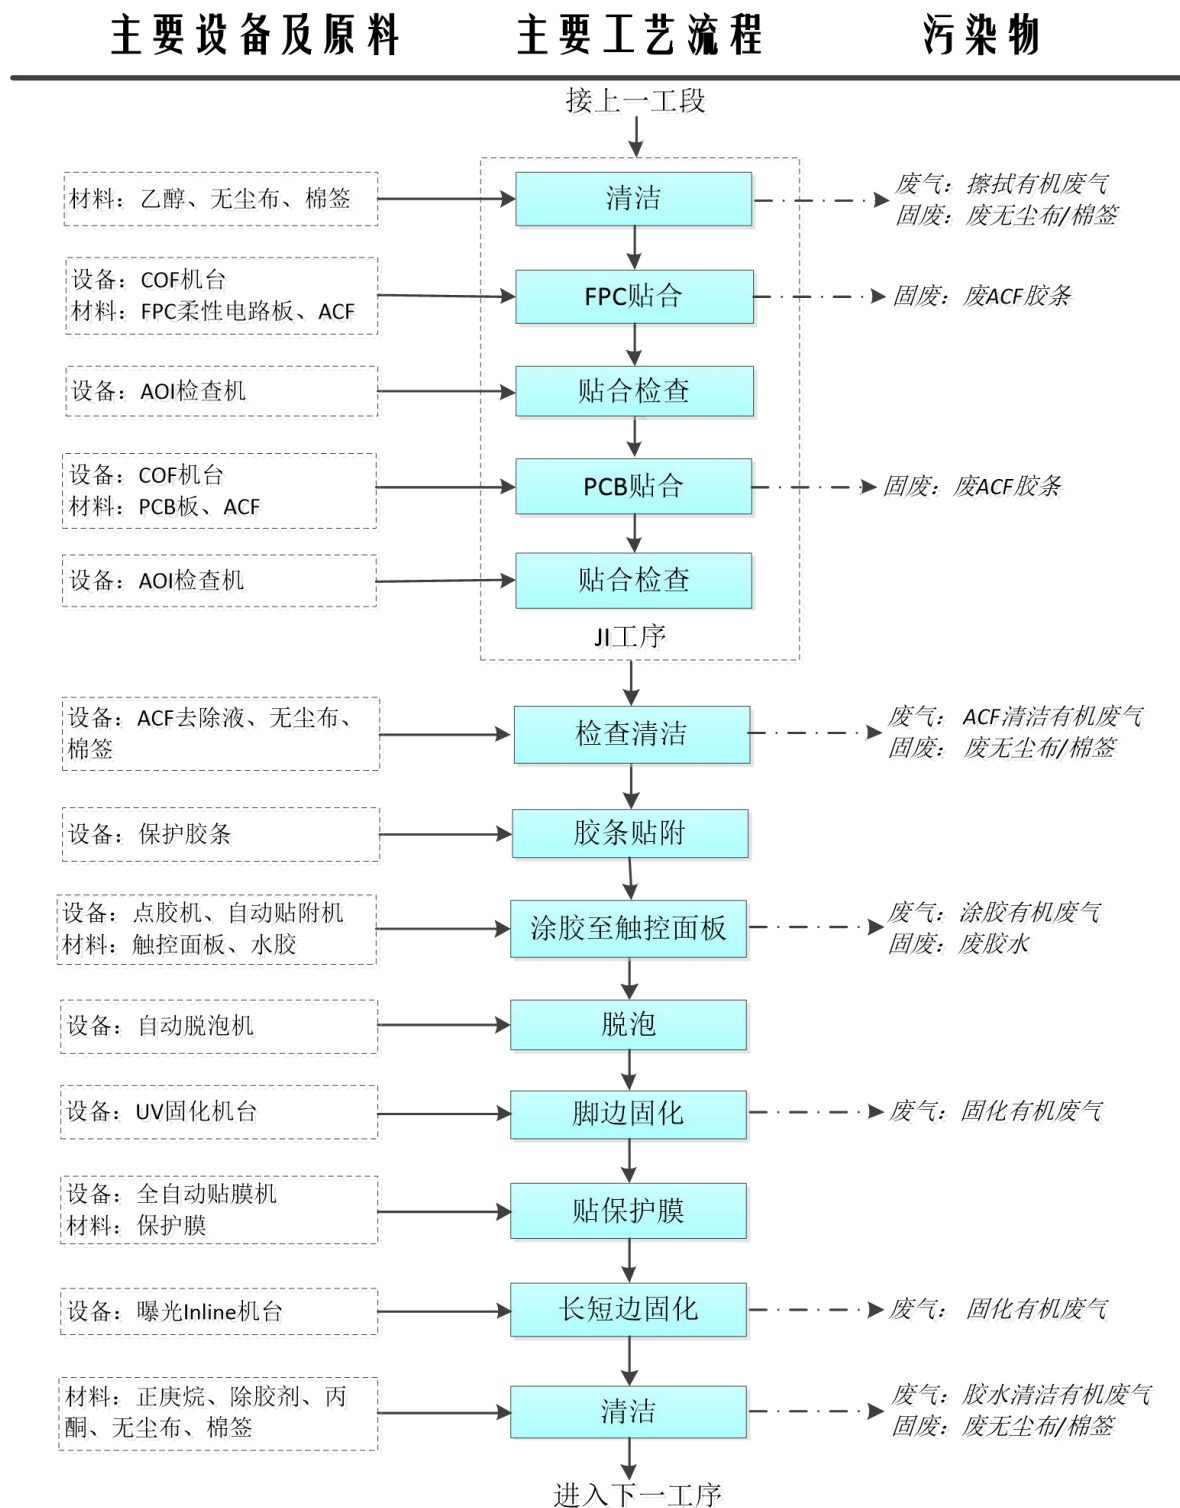 主要设备及原料 主要工艺流程 污染物
接上一工段
材料：乙醇、无尘布、棉签
清洁
废气：擦拭有机废气
固废：废无尘布/棉签
设备：COF机台
材料：FPC柔性电路板、ACF
FPC贴合
固废：废ACF胶条
设备：AOI检查机
贴合检查
设备：COF机台
材料：PCB板、ACF
PCB贴合
固废：废ACF胶条
设备：AOI检查机
贴合检查
JI工序
设备：ACF去除液、无尘布、
棉签
检查清洁
废气：ACF清洁有机废气
固废：废无尘布/棉签
设备：保护胶条
胶条贴附
设备：点胶机、自动贴附机
材料：触控面板、水胶
涂胶至触控面板
废气：涂胶有机废气
固废：废胶水
设备：自动脱泡机
脱泡
设备：UV固化机台
脚边固化
废气：固化有机废气
设备：全自动贴膜机
材料：保护膜
贴保护膜
设备：曝光Inline机台
长短边固化
废气：固化有机废气
材料：正庚烷、除胶剂、丙
酮、无尘布、棉签
清洁
废气：胶水清洁有机废气
固废：废无尘布/棉签
进入下一工序